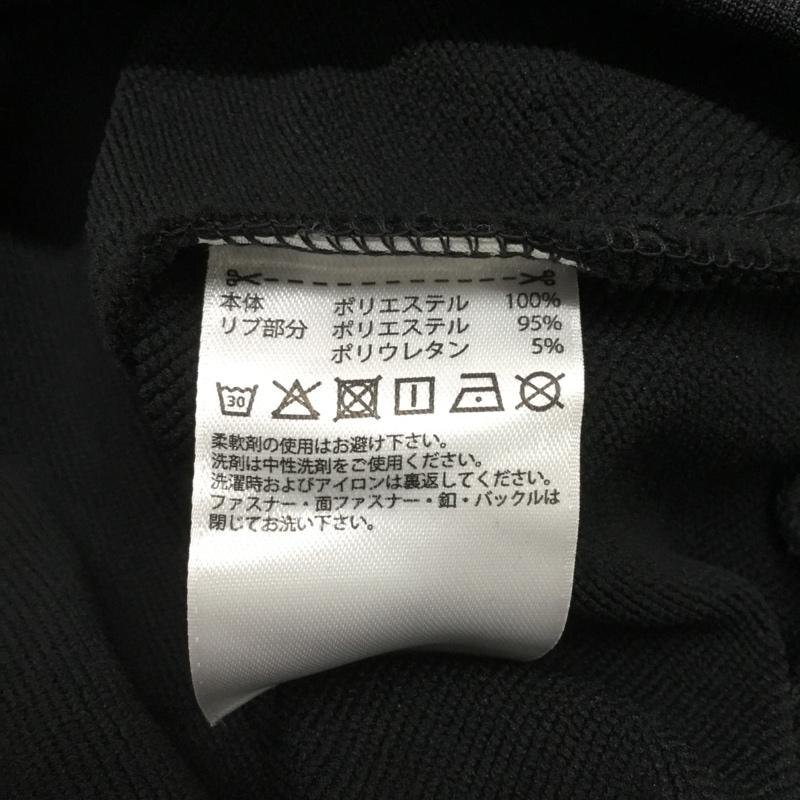 本体 ポリエステル 100%
リブ部分 ポリエステル 95%
ポリウレタン 5%
30
柔軟剤の使用はお避け下さい。
洗剤は中性洗剤をご使用ください。
洗濯時およびアイロンは裏返してください。
ファスナー・面ファスナー・釦・バックルは
閉じてお洗い下さい。